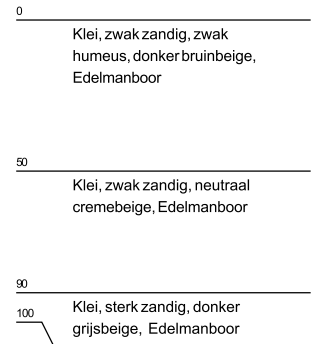 0
Klei, zwak zandig, zwak
humeus, donker bruinbeige,
Edelmanboor
50
Klei, zwak zandig, neutraal
cremebeige, Edelmanboor
90
Klei, sterk zandig, donker
100
grijsbeige, Edelmanboor